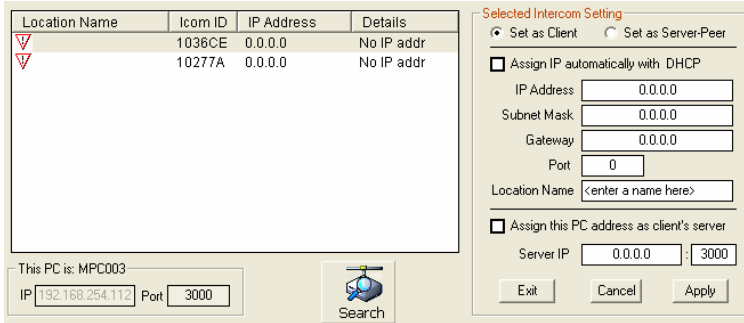 Location Name Icom ID IP Address Details
1036CE 0.0.0.0 No IP addr
10277A 0.0.0.0 No IP addr
This PC is: MPC003
IP 192.168.254.112 Port 3000
Search
Selected Intercom Setting
Set as Client Set as Server-Peer
Assign IP automatically with DHCP
IP Address 0.0.0.0
Subnet Mask 0.0.0.0
Gateway 0.0.0.0
Port 0
Location Name <enter a name here>
Assign this PC address as client's server
Server IP 0.0.0.0 : 3000
Exit Cancel Apply